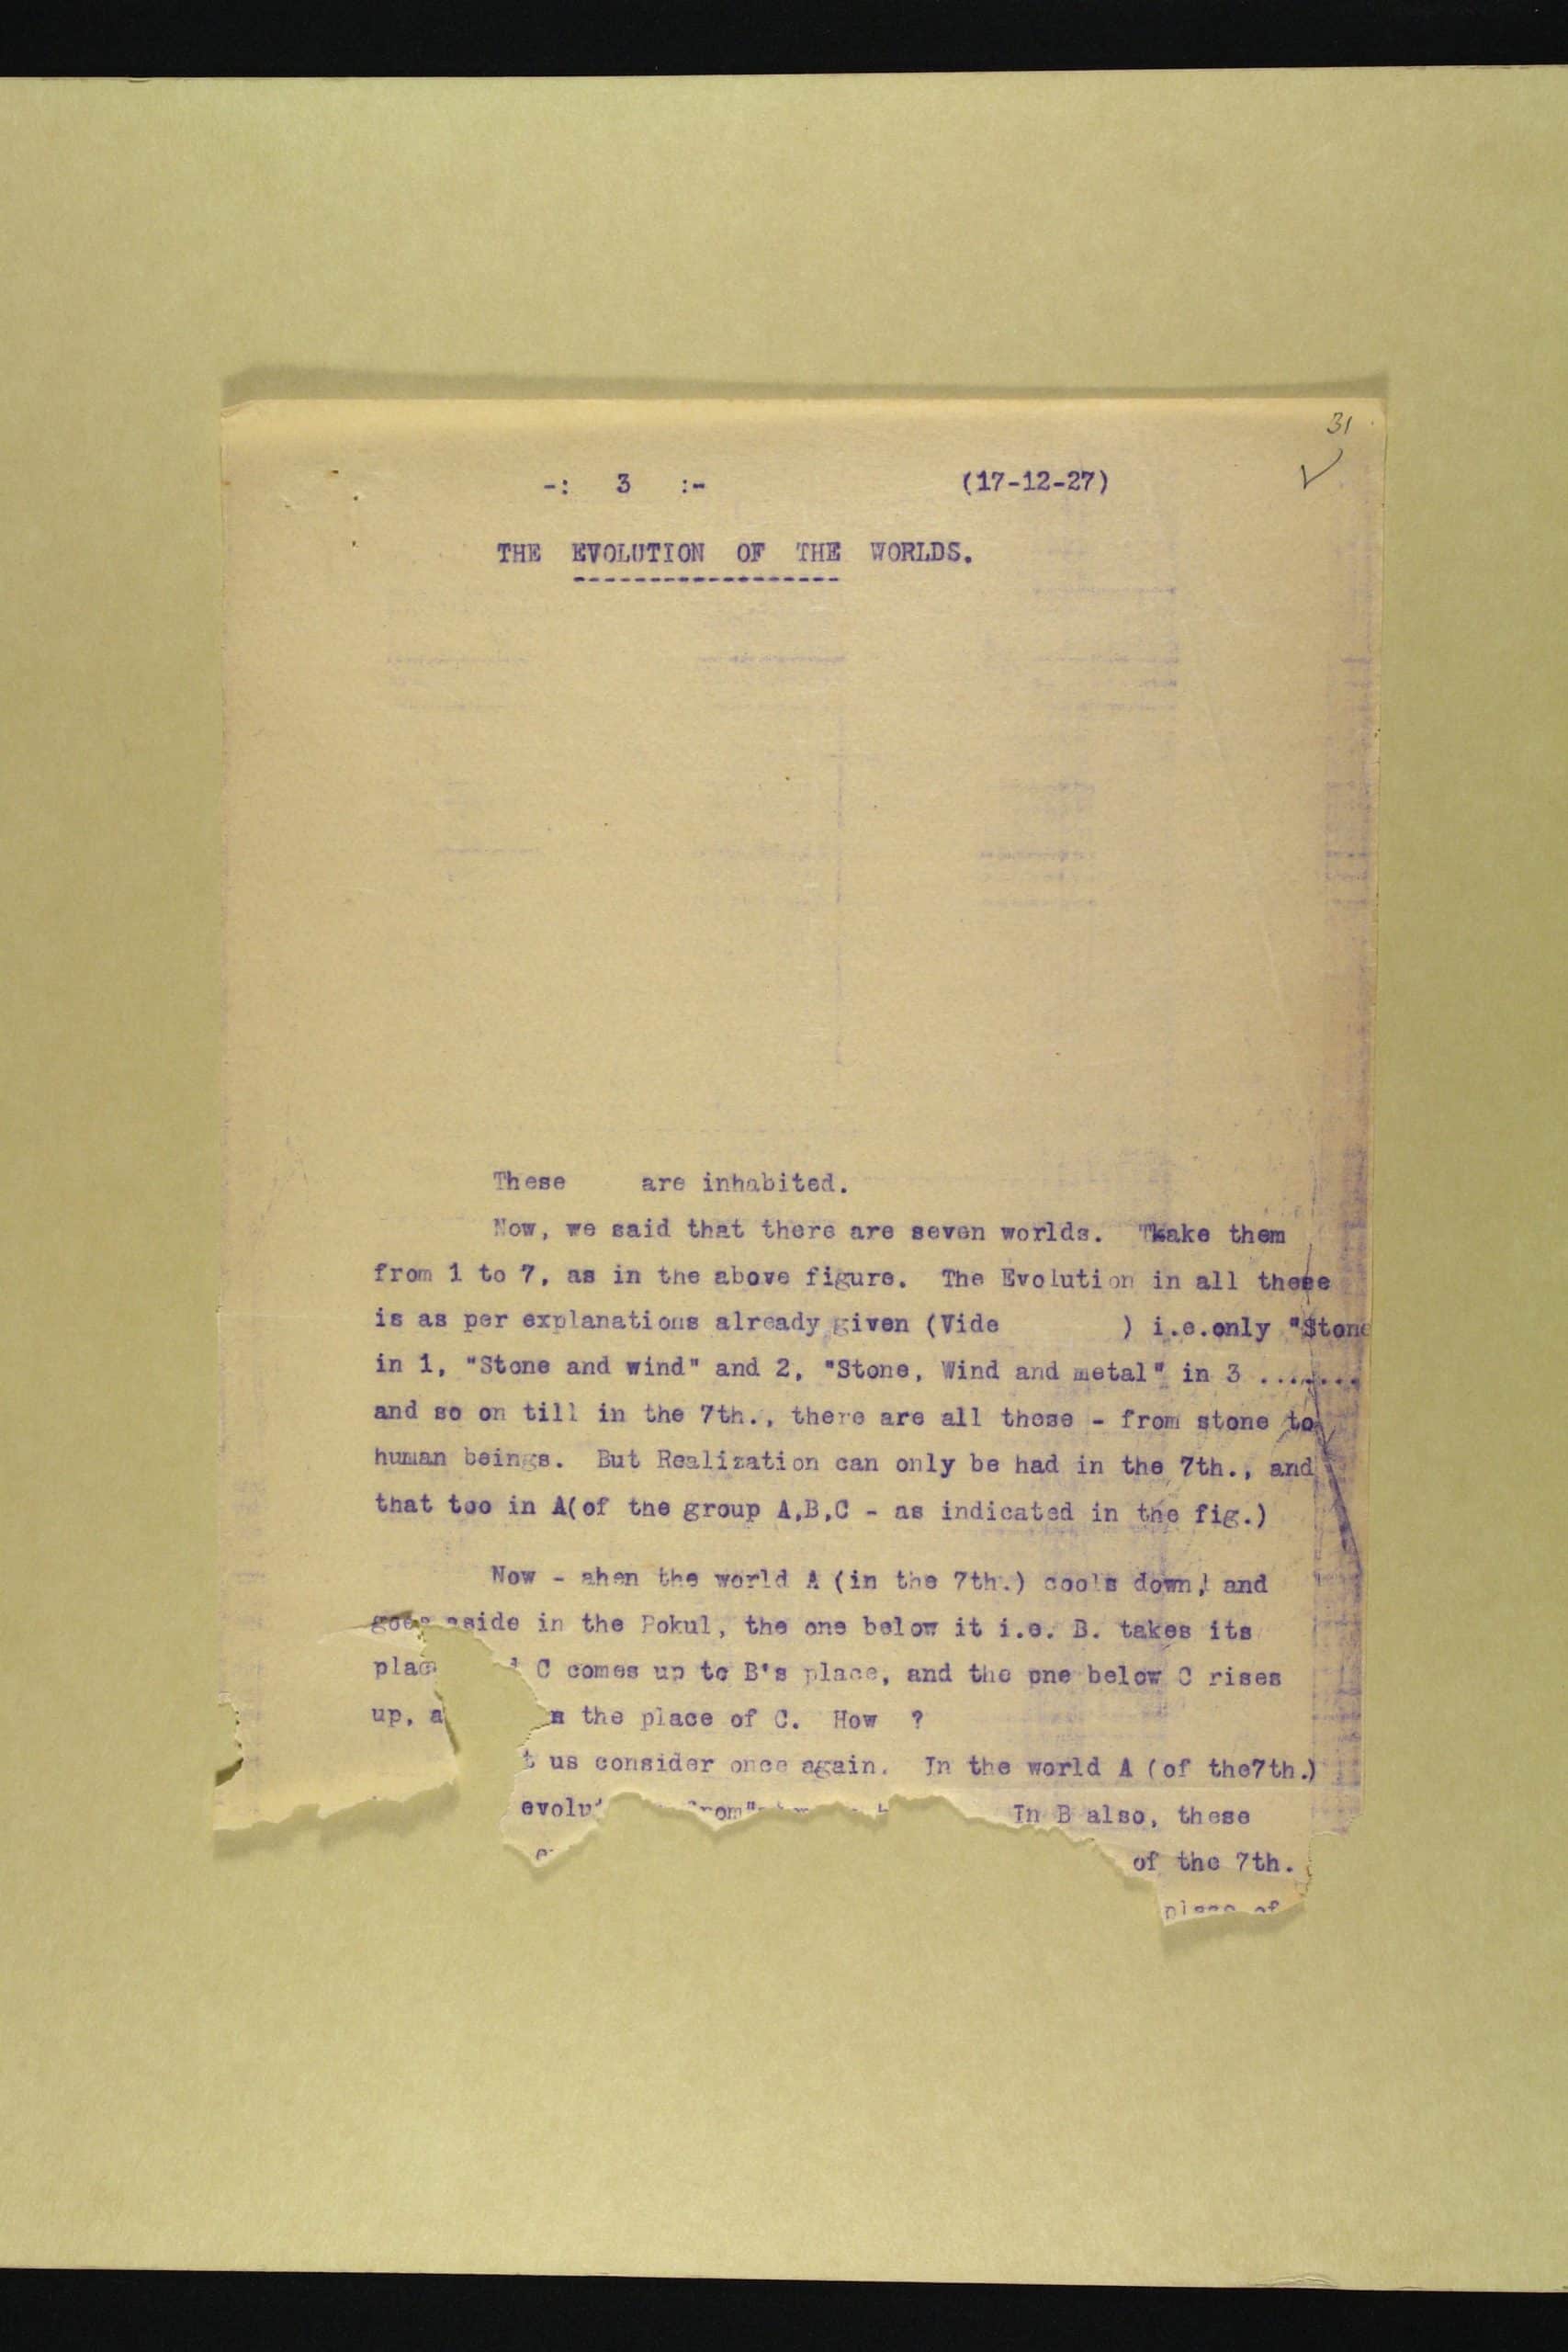 31
-: 3 :- (17-12-27)
THE EVOLUTION OF THE WORLDS.
These are inhabited.
Now, we said that there are seven worlds. Tkake them
from 1 to 7, as in the above figure. The Evolution in all these
is as per explanations already given (Vide ) i.e.only "Stone
in 1, "Stone and wind" and 2, "Stone, Wind and metal" in 3 .......
and so on till in the 7th., there are all these - from stone to
human beings. But Realization can only be had in the 7th., and
that too in A(of the group A,B,C - as indicated in the fig.)
Now - ahen the world A (in the 7th.) cools down, and
goes aside in the Pokul, the one below it i.e. B. takes its
C comes up to B's place, and the one below C rises
up, the place of C. How ?
us consider once again. In the world A (of the7th.)
In B also, these
of the 7th.
place of